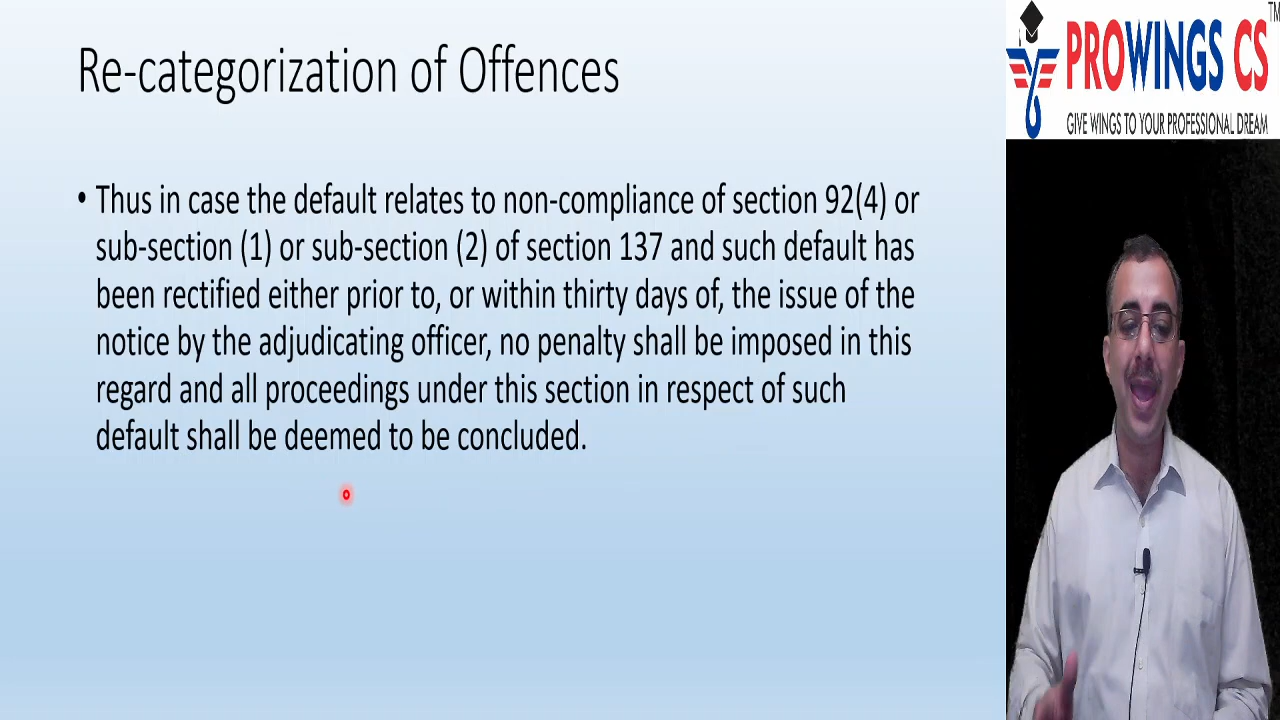 Re-categorization of Offences
• Thus in case the default relates to non-compliance of section 92(4) or
sub-section (1) or sub-section (2) of section 137 and such default has
been rectified either prior to, or within thirty days of, the issue of the
notice by the adjudicating officer, no penalty shall be imposed in this
regard and all proceedings under this section in respect of such
default shall be deemed to be concluded.
TM
PROWINGS CS
GIVE WINGS TO YOUR PROFESSIONAL DREAM